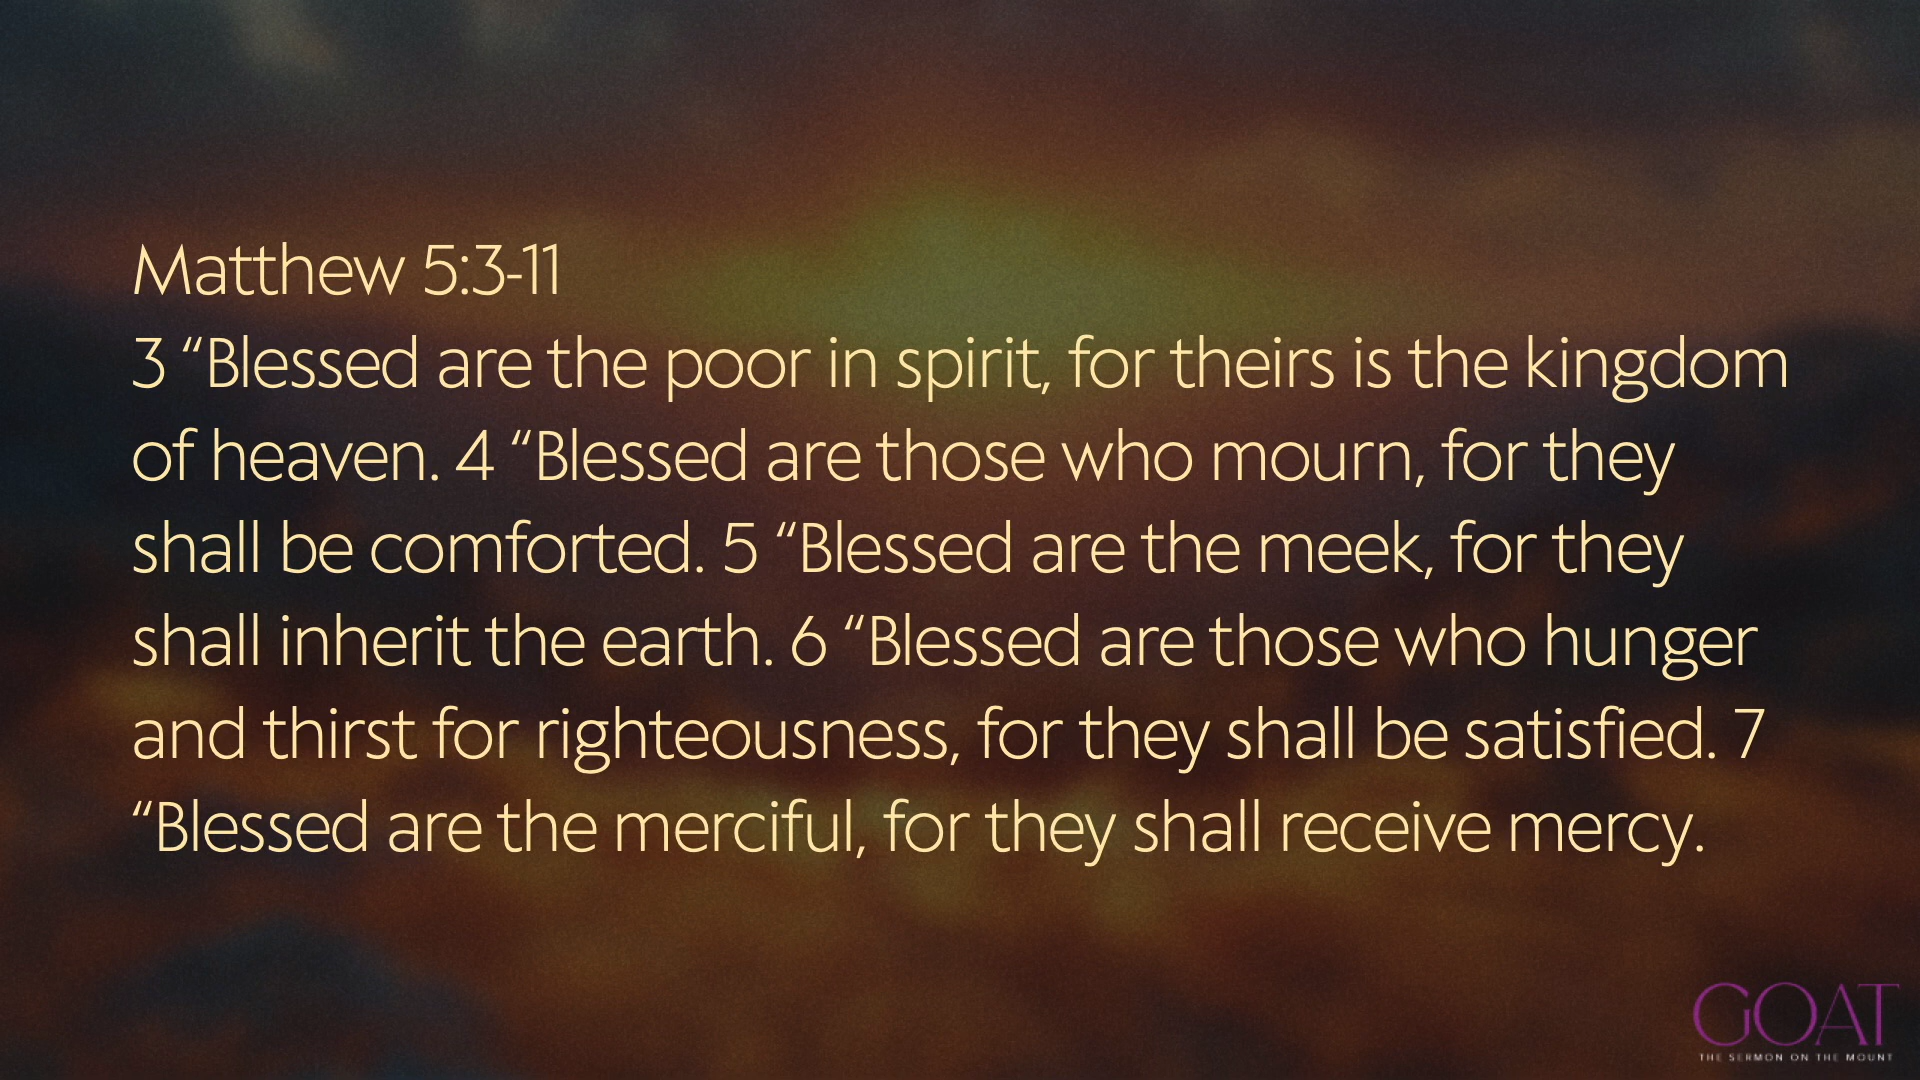 Matthew 5:3-11
3 “Blessed are the poor in spirit, for theirs is the kingdom
of heaven. 4 “Blessed are those who mourn, for they
shall be comforted. 5 “Blessed are the meek, for they
shall inherit the earth. 6 “Blessed are those who hunger
and thirst for righteousness, for they shall be satisfied. 7
“Blessed are the merciful, for they shall receive mercy.
GOAT
THE SERMON ON THE MOUNT